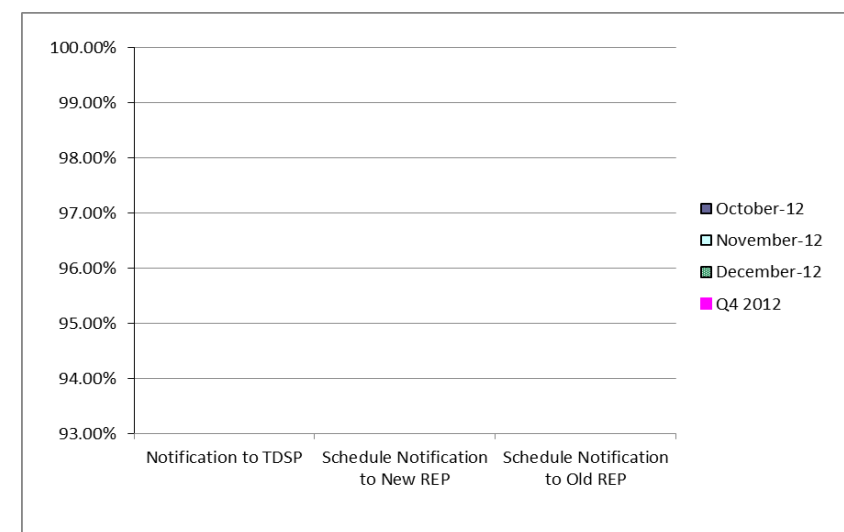 100.00%
99.00%
98.00%
97.00%
96.00%
95.00%
94.00%
93.00%
Notification to TDSP
Schedule Notification
to New REP
Schedule Notification
to Old REP
October-12
November-12
December-12
Q4 2012